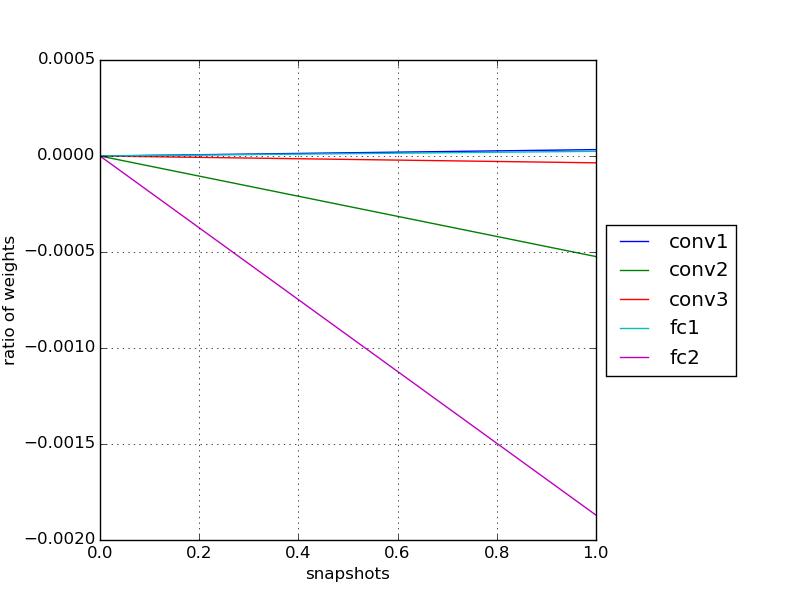 0.0005
0.0000
−0.0005
−0.0010
−0.0015
−0.0020
ratio of weights
0.0 0.2 0.4 0.6 0.8 1.0
snapshots
conv1
conv2
conv3
fc1
fc2